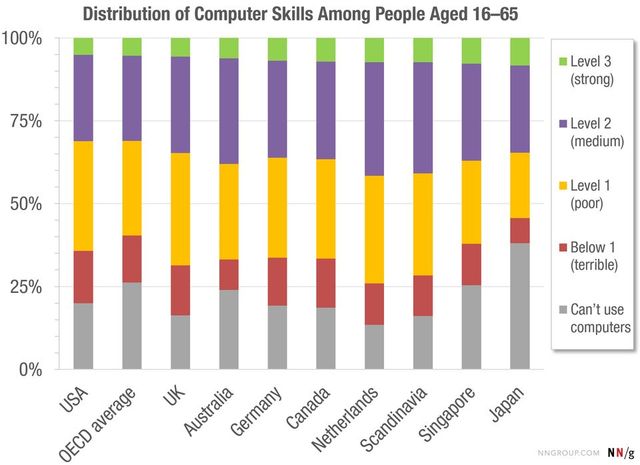 Distribution of Computer Skills Among People Aged 16–65
100%
75%
50%
25%
0%
USA
OECD average
UK
Australia
Germany
Canada
Netherlands
Scandinavia
Singapore
Japan
Level 3
(strong)
Level 2
(medium)
Level 1
(poor)
Below 1
(terrible)
Can't use
computers
NNGROUP.COM NN/g